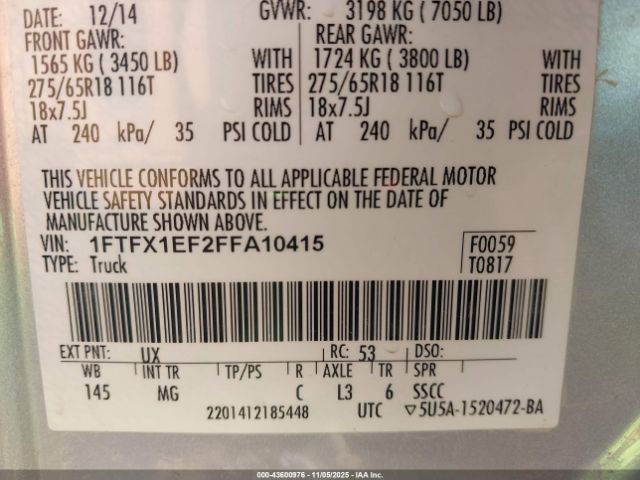 DATE: 12/14 GVWR: 3198 KG ( 7050 LB)
FRONT GAWR: REAR GAWR:
1565 KG ( 3450 LB) WITH 1724 KG ( 3800 LB) WITH
275/65R18 116T TIRES 275/65R18 116T TIRES
18x7.5J RIMS 18x7.5J RIMS
AT 240 kPa/ 35 PSI COLD AT 240 kPa/ 35 PSI COLD
THIS VEHICLE CONFORMS TO ALL APPLICABLE FEDERAL MOTOR
VEHICLE SAFETY STANDARDS IN EFFECT ON THE DATE OF
MANUFACTURE SHOWN ABOVE.
VIN: 1FTFX1EF2FFA10415 F0059
TYPE: Truck T0817
EXT PNT: UX RC: 53 DSO:
WB INT TR TP/PS R AXLE TR SPR
145 MG C L3 6 SSCC
2201412185448 UTC ▽5U5A-1520472-BA
000-43600976 - 11/05/2025 - IAA Inc.